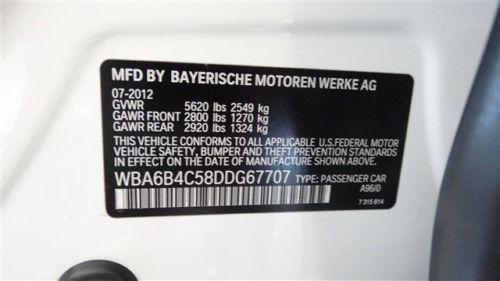 MFD BY BAYERISCHE MOTOREN WERKE AG
07-2012
GVWR 5620 lbs 2549 kg
GAWR FRONT 2800 lbs 1270 kg
GAWR REAR 2920 lbs 1324 kg
THIS VEHICLE CONFORMS TO ALL APPLICABLE U.S.FEDERAL MOTOR
VEHICLE SAFETY, BUMPER, AND THEFT PREVENTION
STANDARDS IN EFFECT ON THE
DATE OF MANUFACTURE SHOWN ABOVE.
WBA6B4C58DDG67707 TYPE: PASSENGER CAR
A96/0
7 315 814